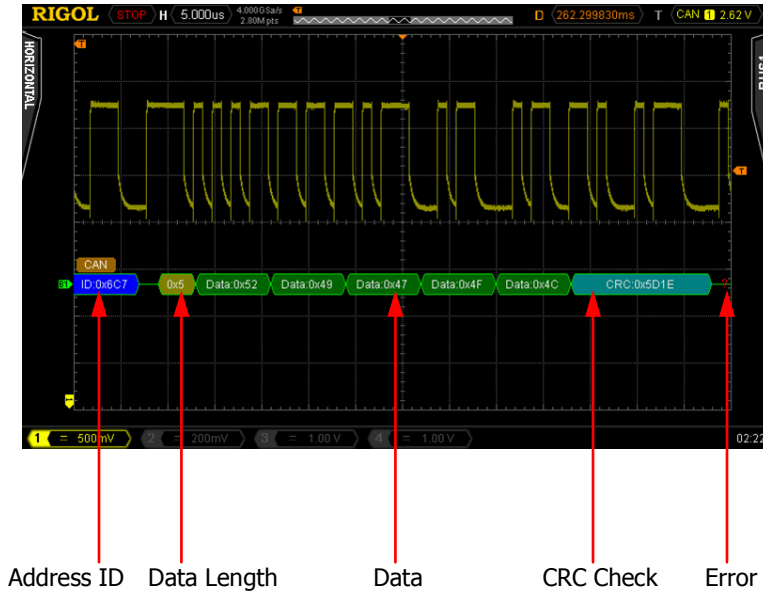 RIGOL STOP H 5.000us 4.000GSa/s 2.80Mpts T D 262.299830ms T CAN 1 2.62 V
HORIZONTAL
T
T
CAN
B1 ID:0x6C7 0x5 Data:0x52 Data:0x49 Data:0x47 Data:0x4F Data:0x4C CRC:0x5D1E ?
1 = 500mV 2 = 200mV 3 = 1.00 V 4 = 1.00 V 02:22
Address ID Data Length Data CRC Check Error